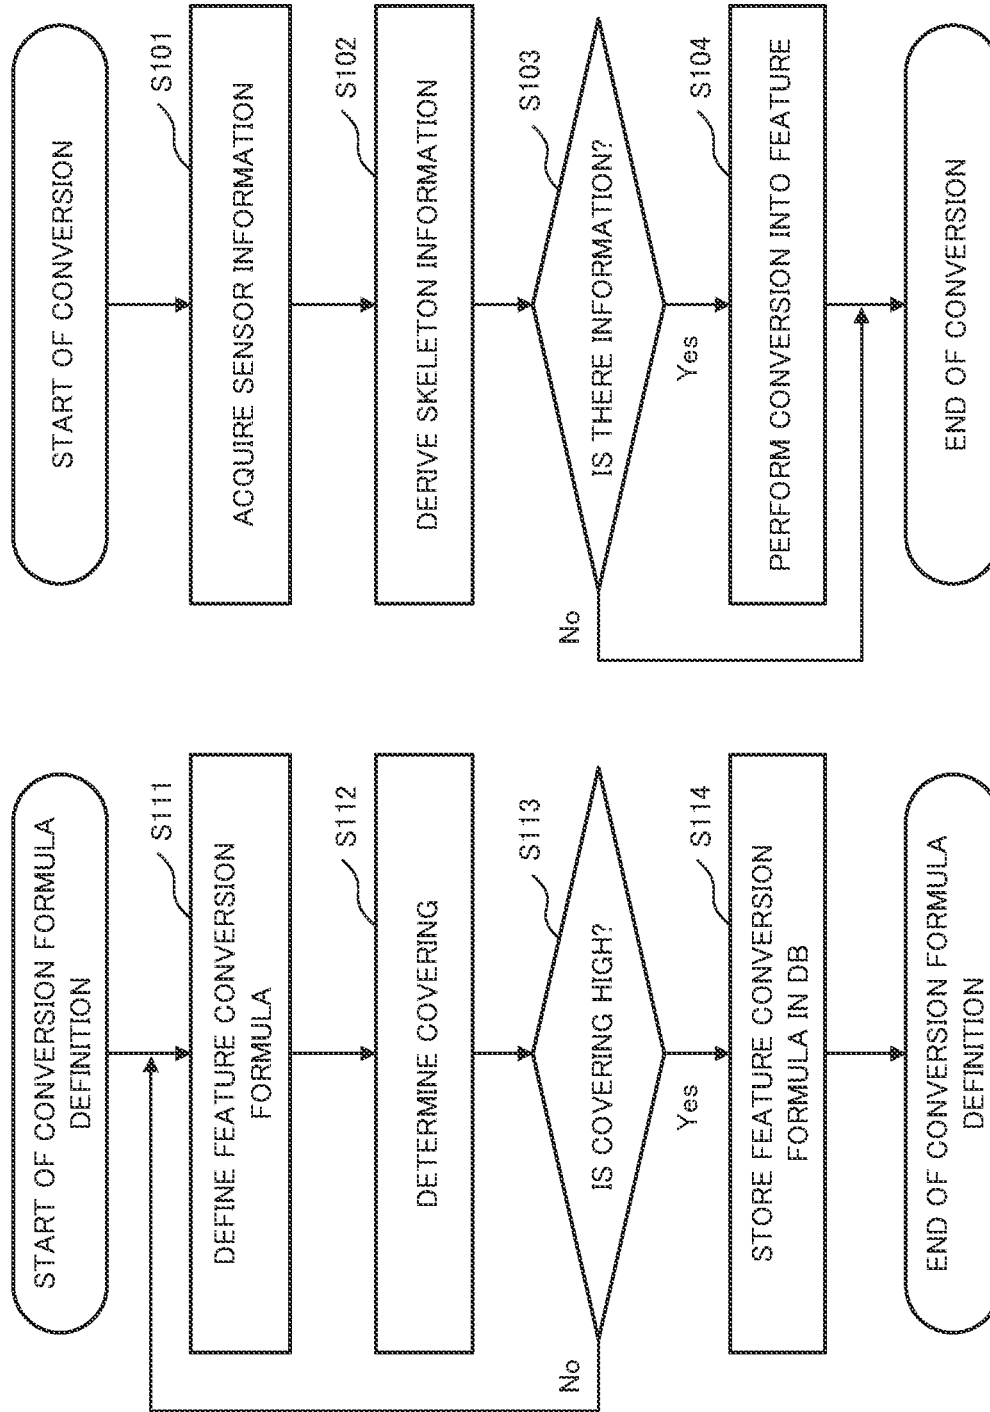 START OF CONVERSION FORMULA
DEFINITION
S111
DEFINE FEATURE CONVERSION
FORMULA
S112
DETERMINE COVERING
S113
IS COVERING HIGH?
No
Yes
S114
STORE FEATURE CONVERSION
FORMULA IN DB
END OF CONVERSION FORMULA
DEFINITION
START OF CONVERSION
S101
ACQUIRE SENSOR INFORMATION
S102
DERIVE SKELETON INFORMATION
S103
IS THERE INFORMATION?
No
Yes
S104
PERFORM CONVERSION INTO FEATURE
END OF CONVERSION